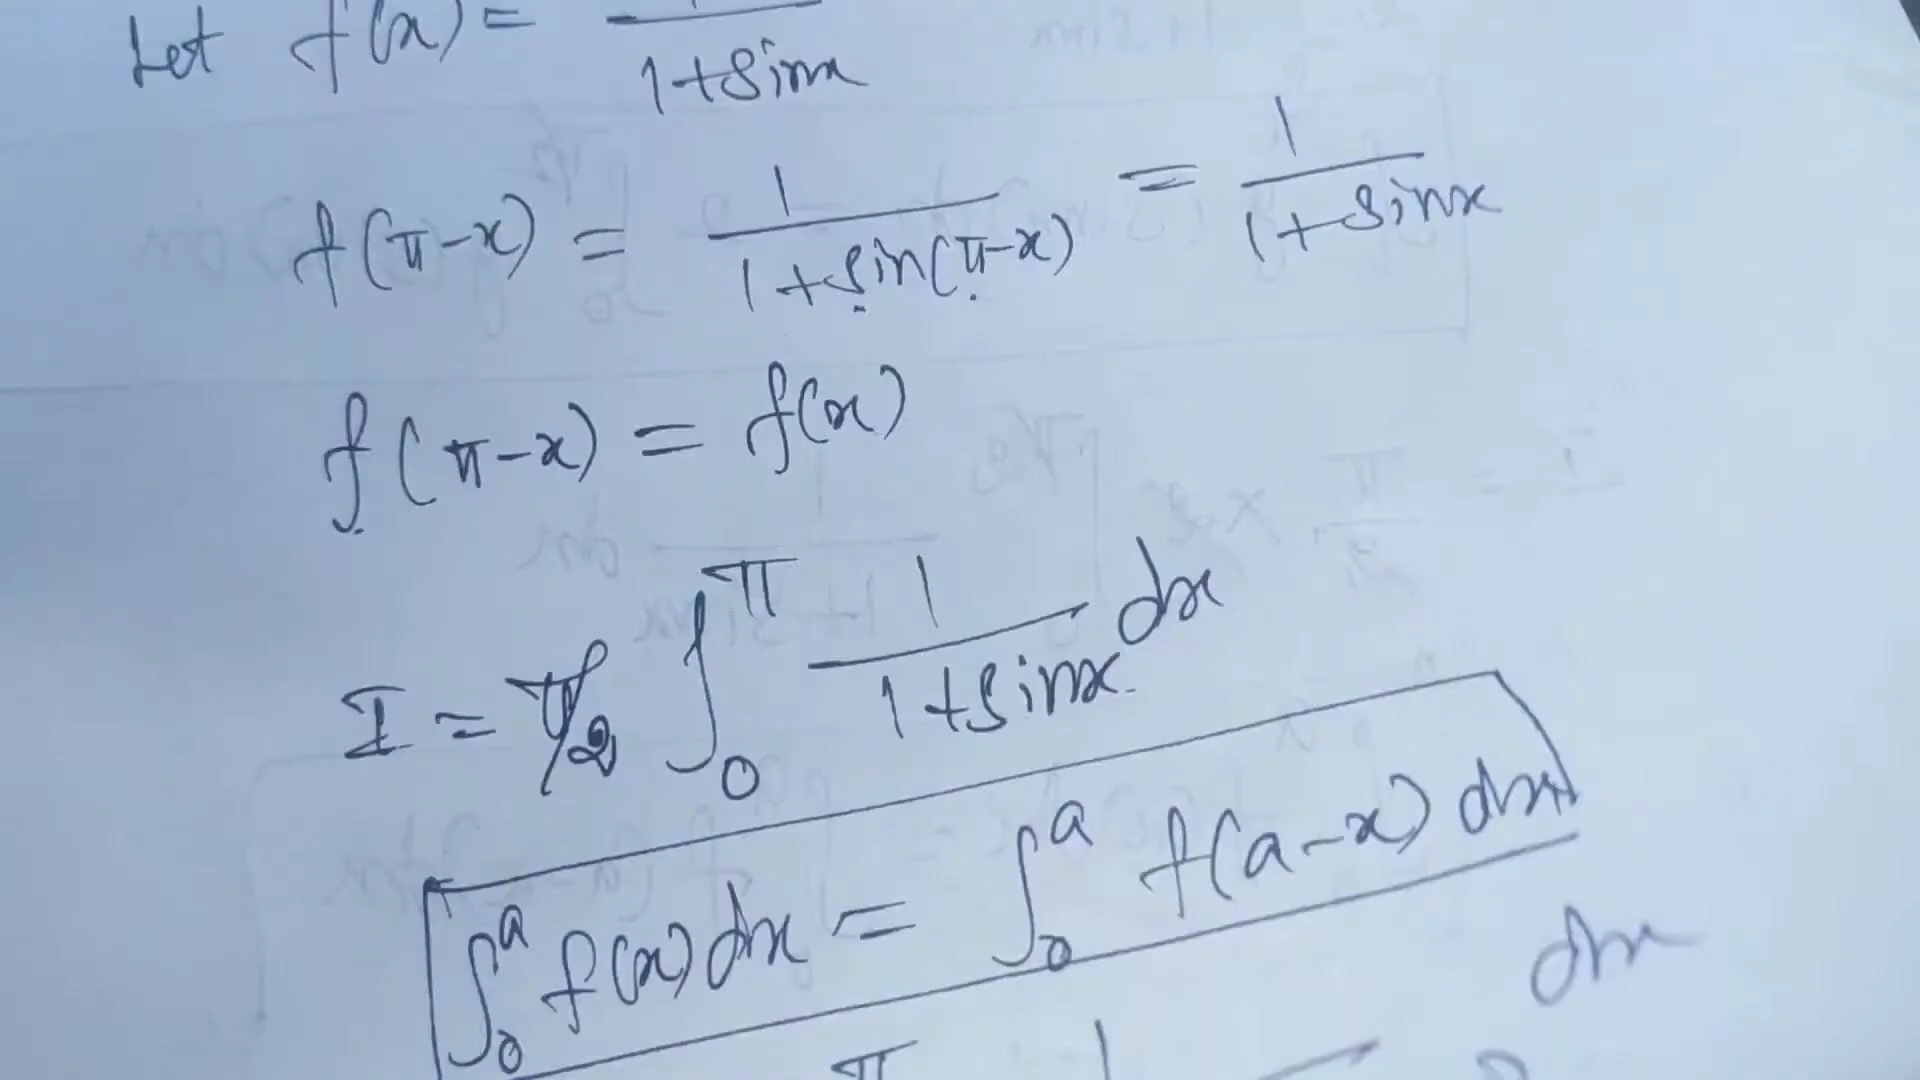 Let f(x) = 1/(1+sinx)
f(π-x) = 1/(1+sin(π-x)) = 1/(1+sinx)
f(π-x) = f(x)
I = π/2 ∫₀^π 1/(1+sinx) dx
∫₀^a f(x) dx = ∫₀^a f(a-x) dx
dx
π 1